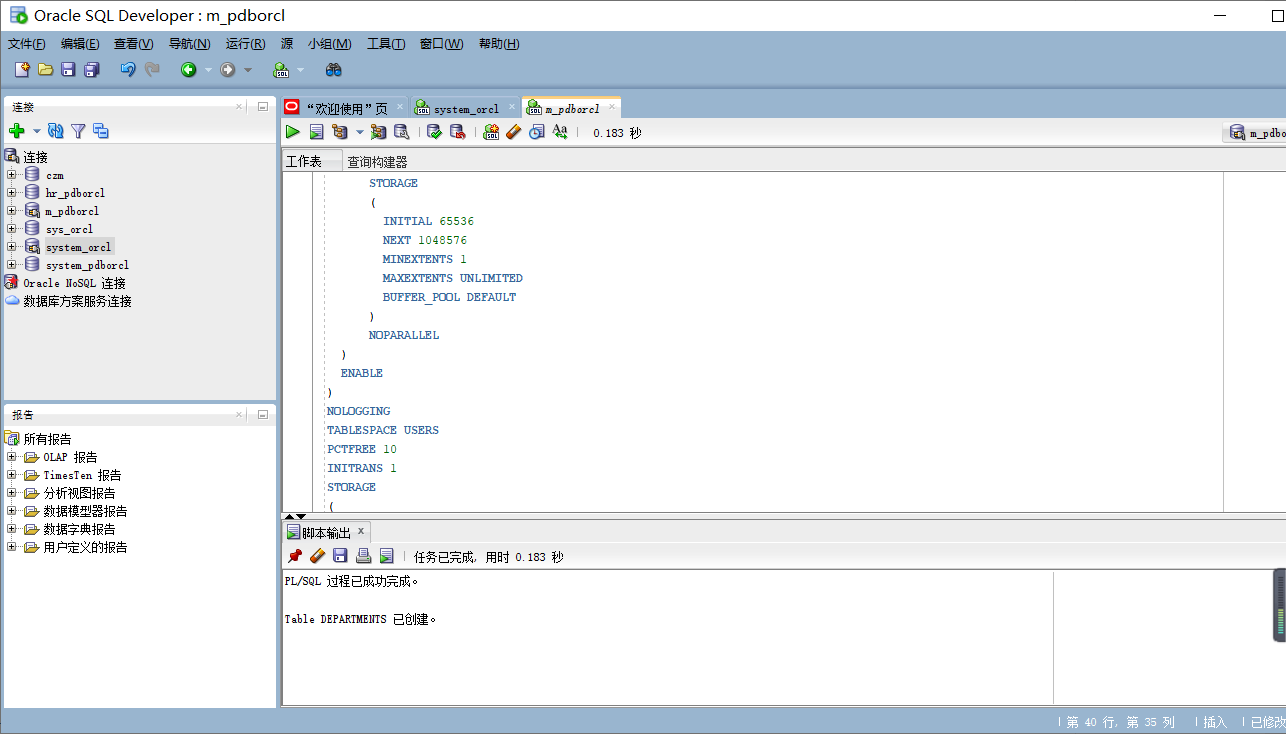 Oracle SQL Developer : m_pdborcl
文件(F) 编辑(E) 查看(V) 导航(N) 运行(R) 源 小组(M) 工具(T) 窗口(W) 帮助(H)
连接
连接
czm
hr_pdborcl
m_pdborcl
sys_orcl
system_orcl
system_pdborcl
Oracle NoSQL 连接
数据库方案服务连接
报告
所有报告
OLAP 报告
TimesTen 报告
分析视图报告
数据模型器报告
数据字典报告
用户定义的报告
“欢迎使用”页 system_orcl m_pdborcl
0.183 秒 m_pdbo
工作表 查询构建器
STORAGE
(
INITIAL 65536
NEXT 1048576
MINEXTENTS 1
MAXEXTENTS UNLIMITED
BUFFER_POOL DEFAULT
)
NOPARALLEL
)
ENABLE
)
NOLOGGING
TABLESPACE USERS
PCTFREE 10
INITRANS 1
STORAGE
(
脚本输出
任务已完成, 用时 0.183 秒
PL/SQL 过程已成功完成。
Table DEPARTMENTS 已创建。
第 40 行, 第 35 列 插入 已修改